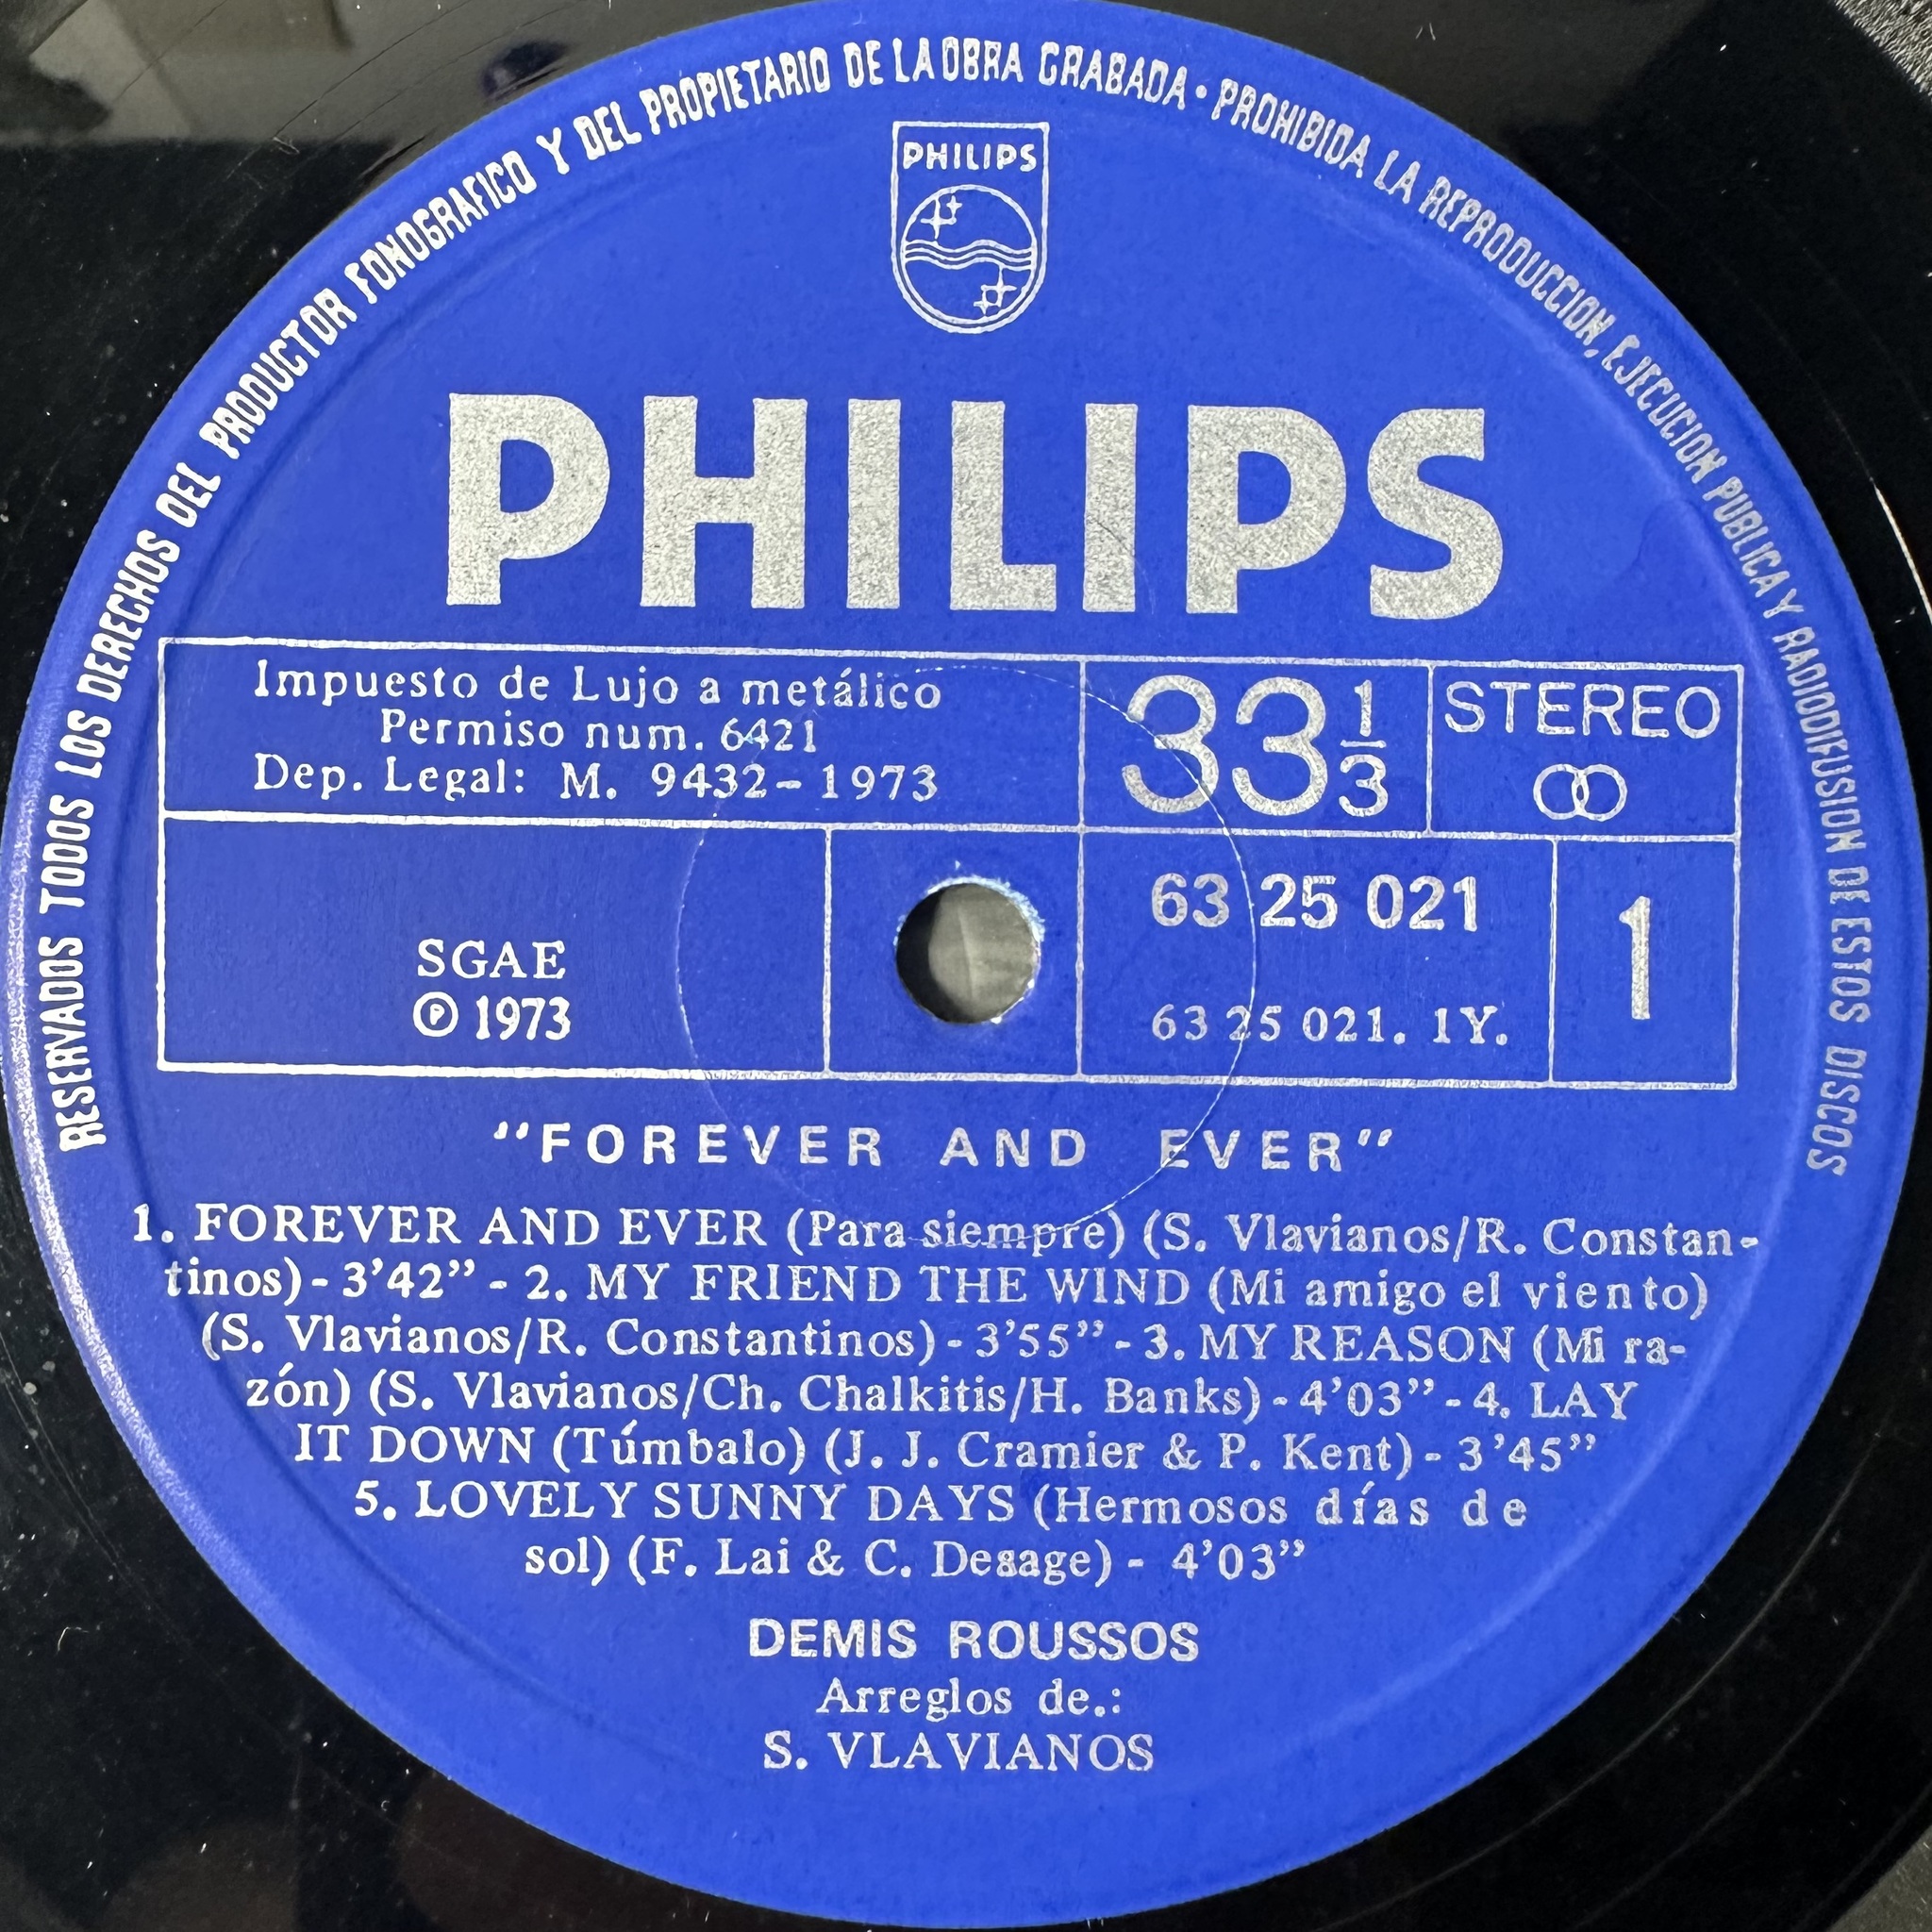 RESERVADOS TODOS LOS DERECHOS DEL PRODUCTOR FONOGRAFICO Y DEL PROPIETARIO DE LA OBRA GRABADA · PROHIBIDA LA REPRODUCCION, EJECUCION PUBLICA Y RADIODIFUSION DE ESTOS DISCOS
PHILIPS
PHILIPS
Impuesto de Lujo a metálico
Permiso num. 6421
Dep. Legal: M. 9432-1973
33 1/3
STEREO
SGAE
℗ 1973
63 25 021
63 25 021. 1Y.
1
"FOREVER AND EVER"
1. FOREVER AND EVER (Para siempre) (S. Vlavianos/R. Constan-
tinos) - 3'42" - 2. MY FRIEND THE WIND (Mi amigo el viento)
(S. Vlavianos/R. Constantinos) - 3'55" - 3. MY REASON (Mi ra-
zón) (S. Vlavianos/Ch. Chalkitis/H. Banks) - 4'03" - 4. LAY
IT DOWN (Túmbalo) (J. J. Cramier & P. Kent) - 3'45"
5. LOVELY SUNNY DAYS (Hermosos días de
sol) (F. Lai & C. Desage) - 4'03"
DEMIS ROUSSOS
Arreglos de.:
S. VLAVIANOS